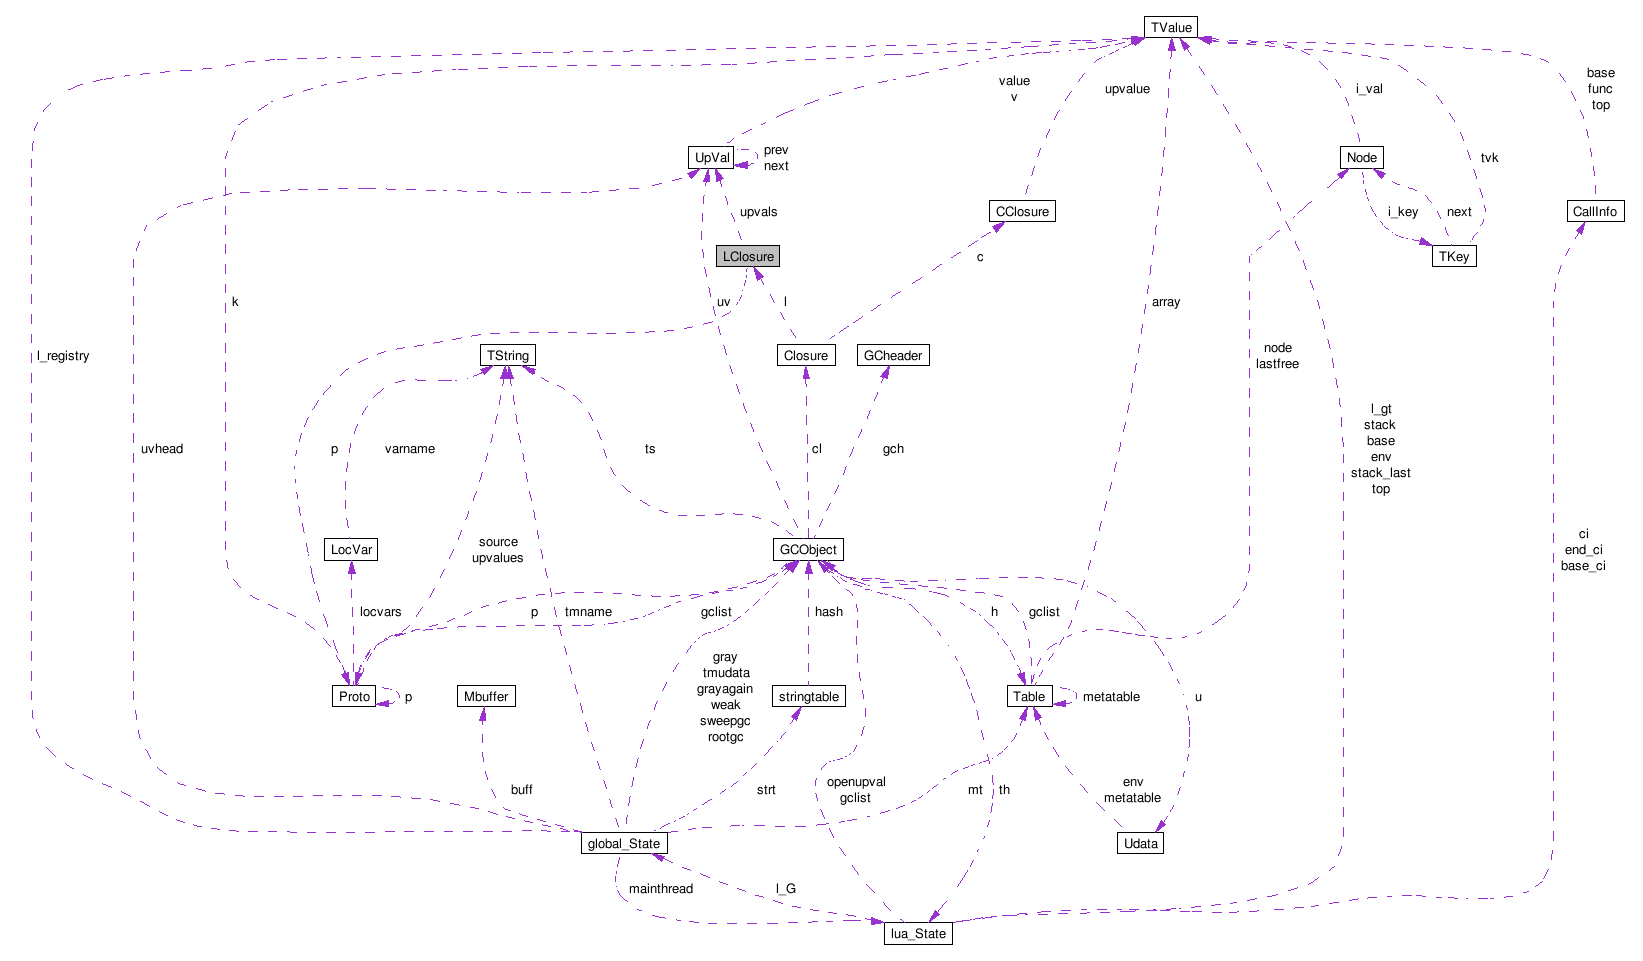 TValue
base
func
top
value
v
upvalue
i_val
UpVal
prev
next
Node
tvk
CClosure
upvals
i_key
next
CallInfo
LClosure
c
TKey
k
uv
l
array
l_registry
TString
Closure
GCheader
node
lastfree
l_gt
stack
base
env
stack_last
top
uvhead
p
varname
ts
cl
gch
LocVar
source
upvalues
GCObject
ci
end_ci
base_ci
locvars
p
tmname
gclist
hash
h
gclist
gray
tmudata
grayagain
weak
sweepgc
rootgc
Proto
p
Mbuffer
stringtable
Table
metatable
u
buff
strt
openupval
gclist
mt
th
env
metatable
global_State
Udata
mainthread
l_G
lua_State